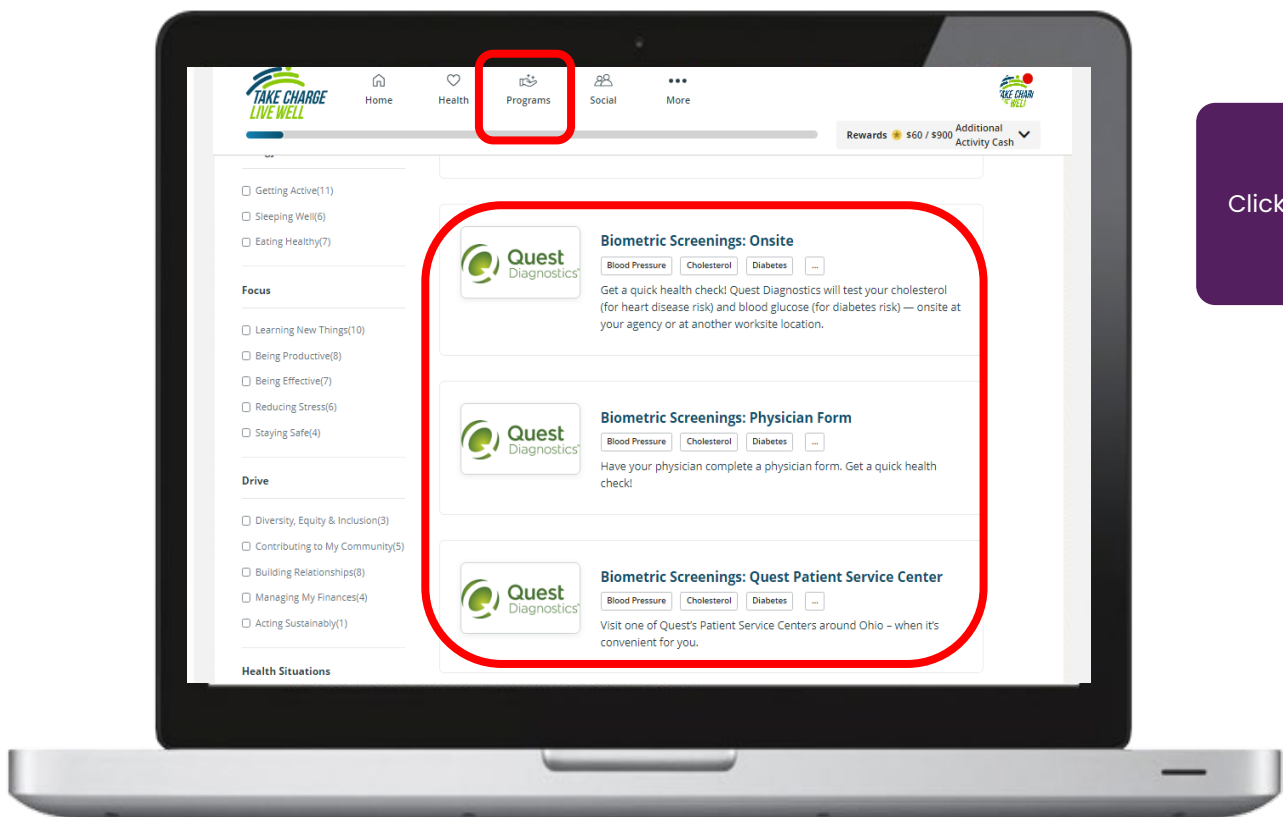 TAKE CHARGE
LIVE WELL
Home
Health
Programs
Social
More
TAKE CHAR
WELL
Rewards $60 / $900 Additional
Activity Cash
Getting Active(11)
Sleeping Well(6)
Eating Healthy(7)
Focus
Learning New Things(10)
Being Productive(8)
Being Effective(7)
Reducing Stress(6)
Staying Safe(4)
Drive
Diversity, Equity & Inclusion(3)
Contributing to My Community(5)
Building Relationships(8)
Managing My Finances(4)
Acting Sustainably(1)
Health Situations
Quest
Diagnostics
Biometric Screenings: Onsite
Blood Pressure Cholesterol Diabetes ...
Get a quick health check! Quest Diagnostics will test your cholesterol
(for heart disease risk) and blood glucose (for diabetes risk) — onsite at
your agency or at another worksite location.
Quest
Diagnostics
Biometric Screenings: Physician Form
Blood Pressure Cholesterol Diabetes ...
Have your physician complete a physician form. Get a quick health
check!
Quest
Diagnostics
Biometric Screenings: Quest Patient Service Center
Blood Pressure Cholesterol Diabetes ...
Visit one of Quest's Patient Service Centers around Ohio – when it's
convenient for you.
Click